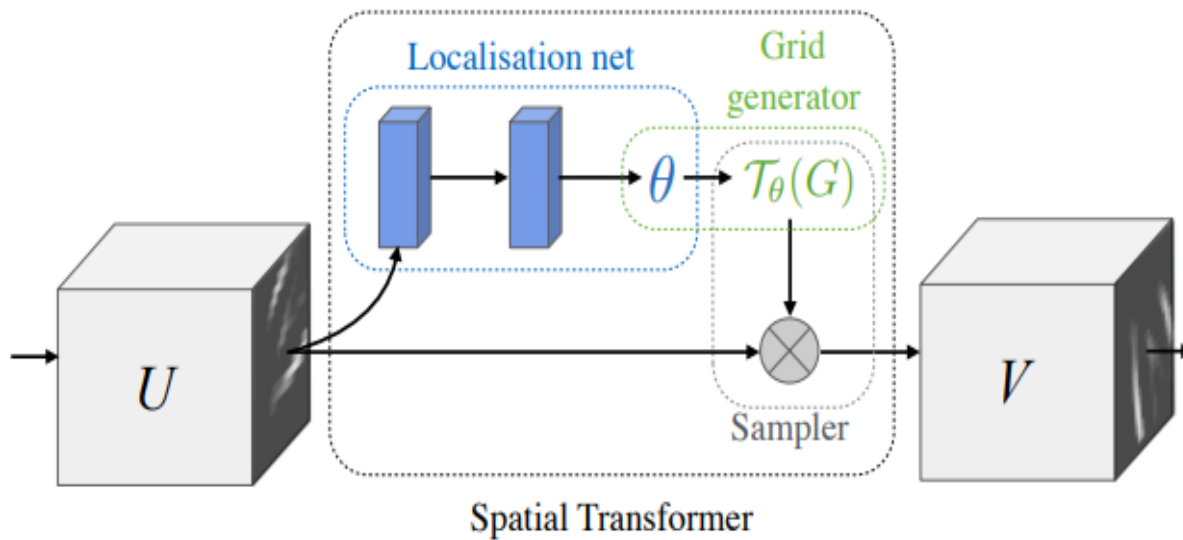 Localisation net
Grid
generator
θ
𝒯θ(G)
U
V
Sampler
Spatial Transformer